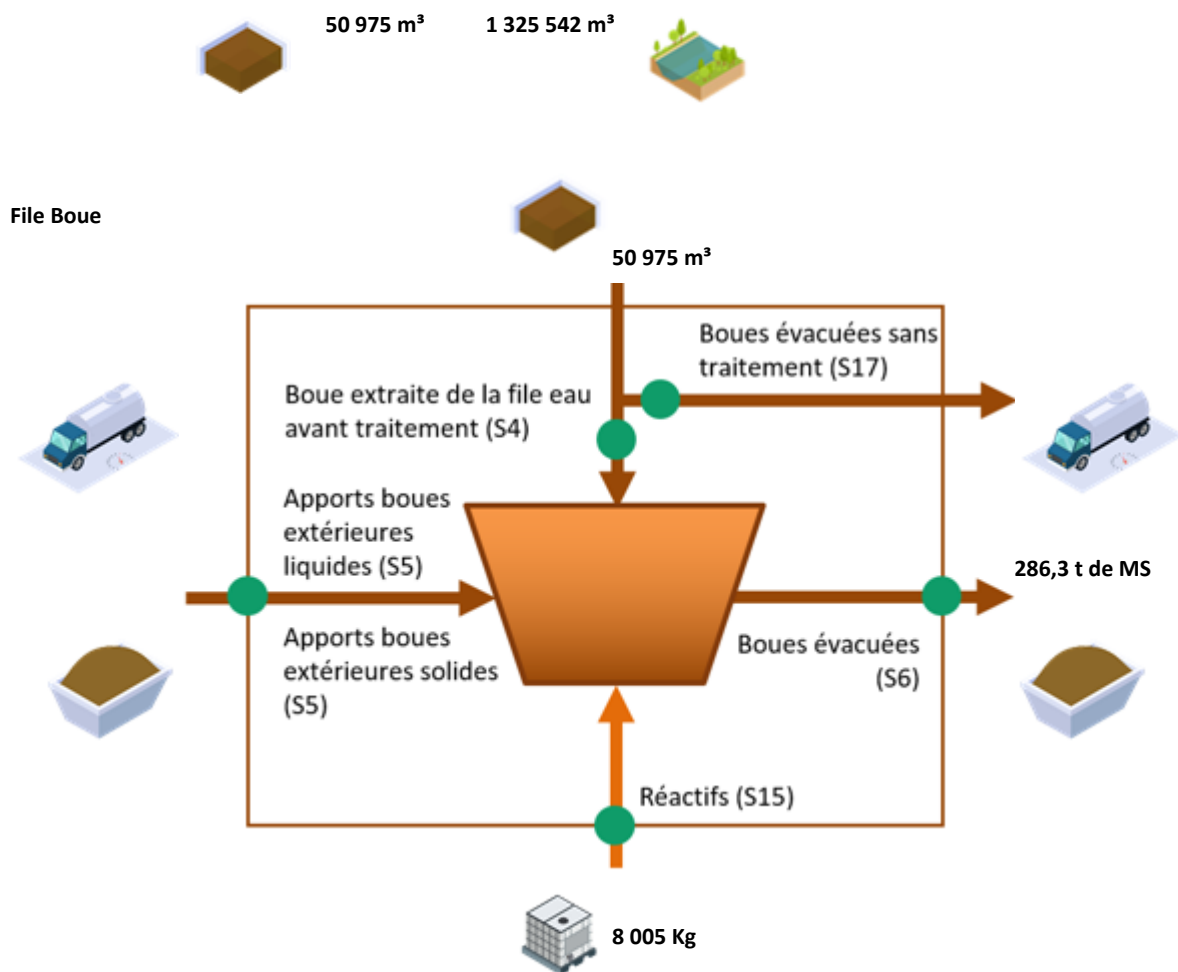 50 975 m³ 1 325 542 m³
File Boue
50 975 m³
Boues évacuées sans
traitement (S17)
Boue extraite de la file eau
avant traitement (S4)
Apports boues
extérieures
liquides (S5)
286,3 t de MS
Apports boues
extérieures solides
(S5)
Boues évacuées
(S6)
Réactifs (S15)
8 005 Kg